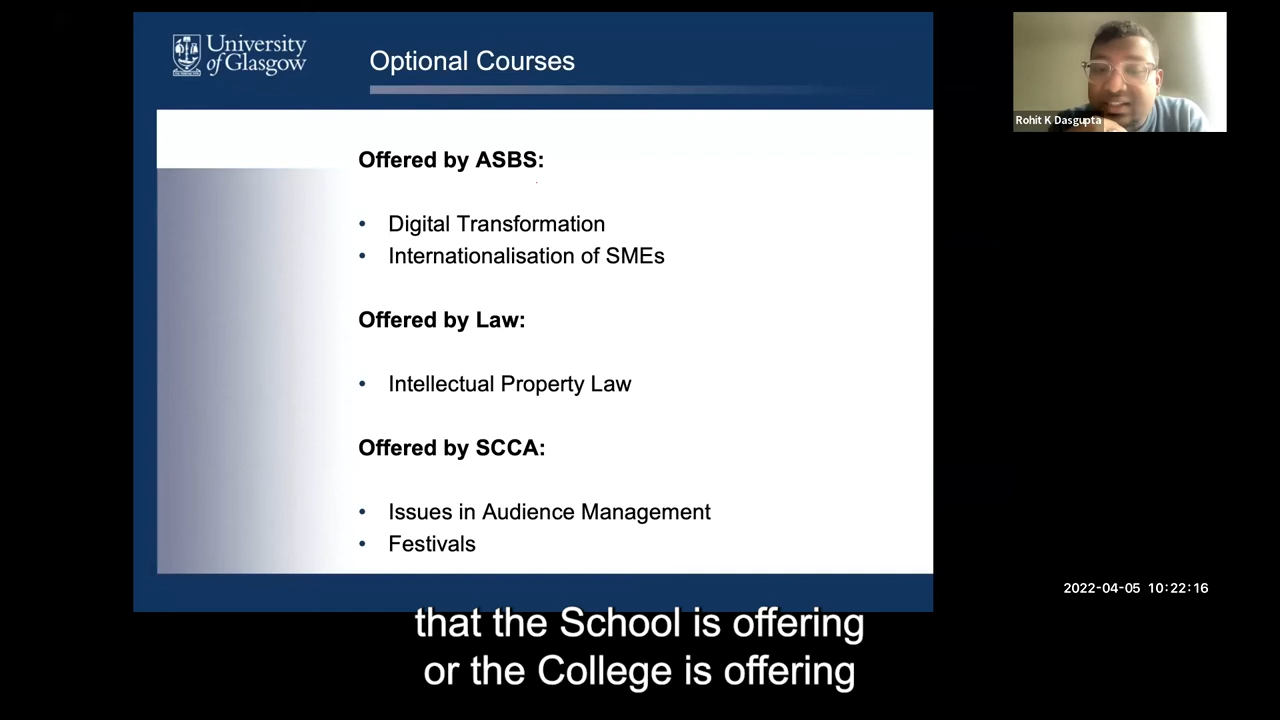 University
of Glasgow
Optional Courses
Rohit K Dasgupta
Offered by ASBS:
• Digital Transformation
• Internationalisation of SMEs
Offered by Law:
• Intellectual Property Law
Offered by SCCA:
• Issues in Audience Management
• Festivals
2022-04-05 10:22:16
that the School is offering
or the College is offering